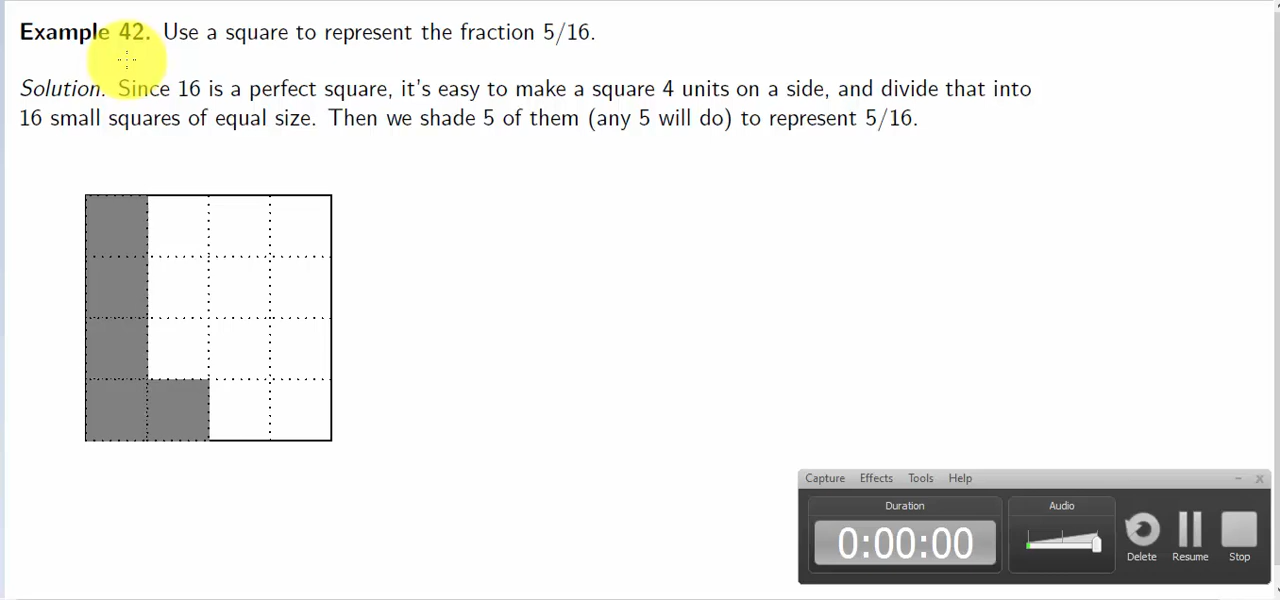 Example 42. Use a square to represent the fraction 5/16.
Solution. Since 16 is a perfect square, it's easy to make a square 4 units on a side, and divide that into
16 small squares of equal size. Then we shade 5 of them (any 5 will do) to represent 5/16.
Capture Effects Tools Help
Duration Audio
0:00:00
Delete Resume Stop